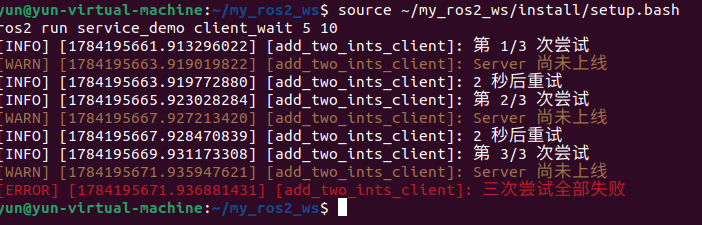 yun@yun-virtual-machine:~/my_ros2_ws$ source ~/my_ros2_ws/install/setup.bash
ros2 run service_demo client_wait 5 10
[INFO] [1784195661.913296022] [add_two_ints_client]: 第 1/3 次尝试
[WARN] [1784195663.919019822] [add_two_ints_client]: Server 尚未上线
[INFO] [1784195663.919772880] [add_two_ints_client]: 2 秒后重试
[INFO] [1784195665.923028284] [add_two_ints_client]: 第 2/3 次尝试
[WARN] [1784195667.927213420] [add_two_ints_client]: Server 尚未上线
[INFO] [1784195667.928470839] [add_two_ints_client]: 2 秒后重试
[INFO] [1784195669.931173308] [add_two_ints_client]: 第 3/3 次尝试
[WARN] [1784195671.935947621] [add_two_ints_client]: Server 尚未上线
[ERROR] [1784195671.936881431] [add_two_ints_client]: 三次尝试全部失败
yun@yun-virtual-machine:~/my_ros2_ws$